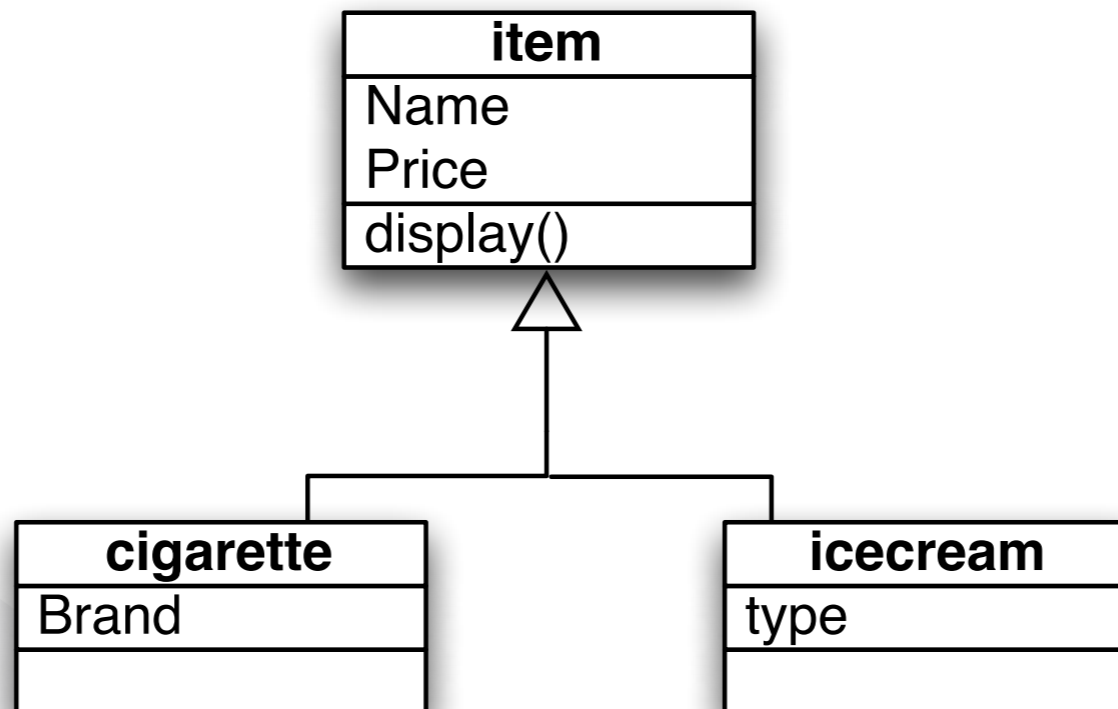 item
Name
Price
display()
cigarette
Brand
icecream
type